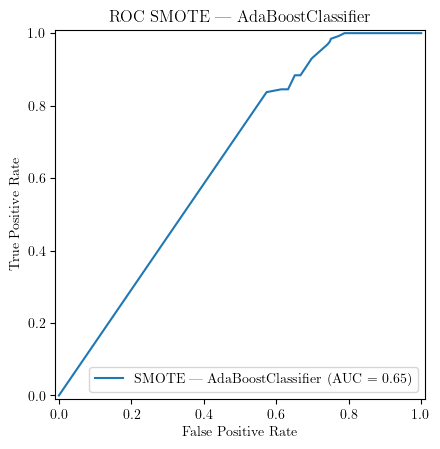 ROC SMOTE — AdaBoostClassifier
1.0
0.8
0.6
0.4
0.2
0.0
True Positive Rate
SMOTE — AdaBoostClassifier (AUC = 0.65)
0.0 0.2 0.4 0.6 0.8 1.0
False Positive Rate